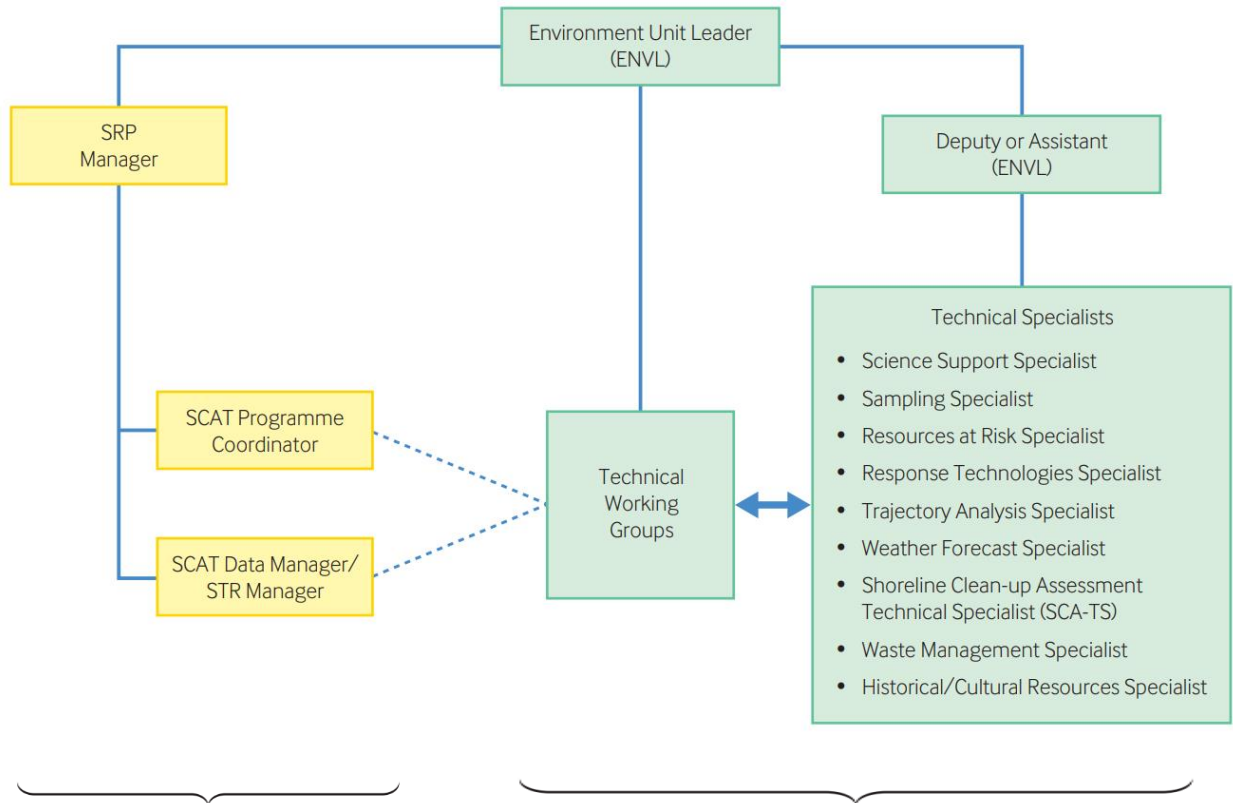 Environment Unit Leader
(ENVL)
SRP
Manager
Deputy or Assistant
(ENVL)
SCAT Programme
Coordinator
SCAT Data Manager/
STR Manager
Technical
Working
Groups
Technical Specialists
• Science Support Specialist
• Sampling Specialist
• Resources at Risk Specialist
• Response Technologies Specialist
• Trajectory Analysis Specialist
• Weather Forecast Specialist
• Shoreline Clean-up Assessment
Technical Specialist (SCA-TS)
• Waste Management Specialist
• Historical/Cultural Resources Specialist